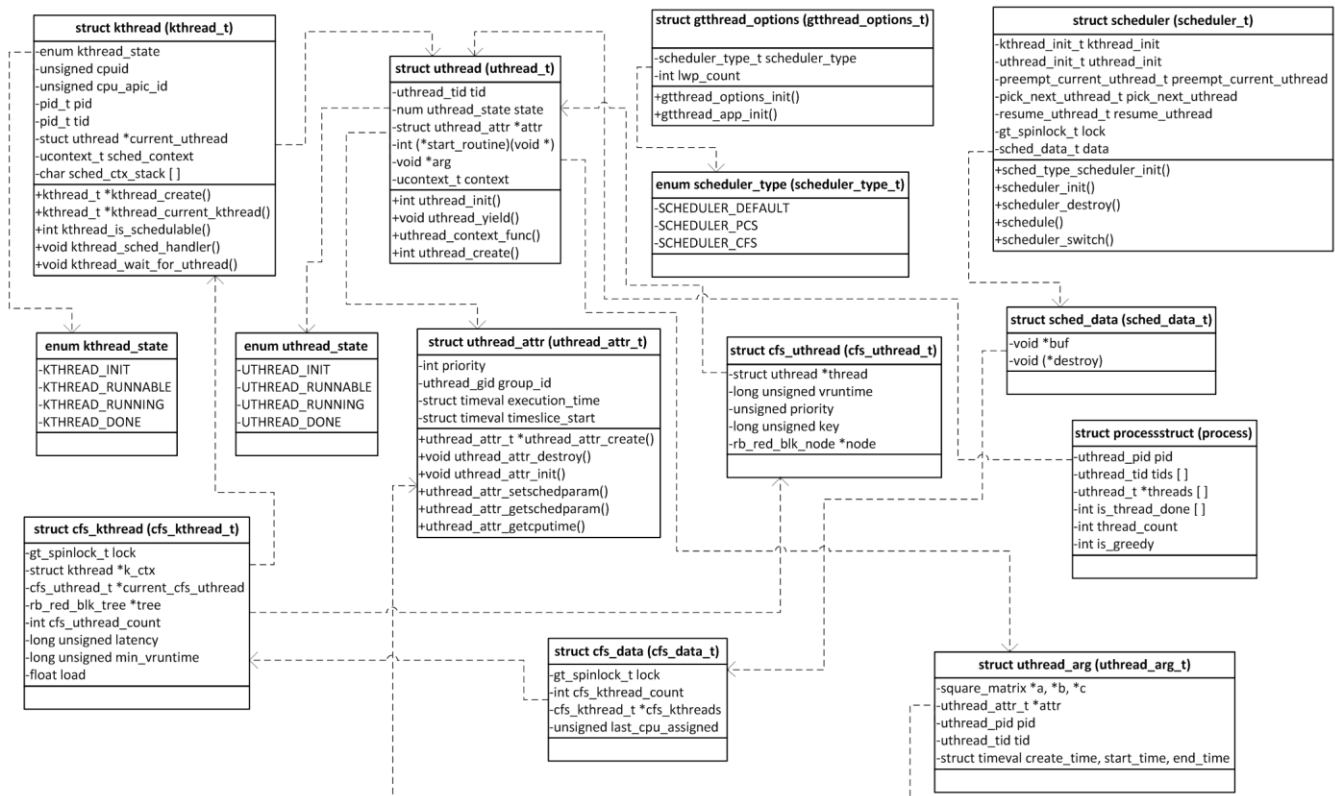 struct kthread (kthread_t)
-enum kthread_state
-unsigned cpuid
-unsigned cpu_apic_id
-pid_t pid
-pid_t tid
-stuct uthread *current_uthread
-ucontext_t sched_context
-char sched_ctx_stack [ ]
+kthread_t *kthread_create()
+kthread_t *kthread_current_kthread()
+int kthread_is_schedulable()
+void kthread_sched_handler()
+void kthread_wait_for_uthread()
struct uthread (uthread_t)
-uthread_tid tid
-num uthread_state state
-struct uthread_attr *attr
-int (*start_routine)(void *)
-void *arg
-ucontext_t context
+int uthread_init()
+void uthread_yield()
+uthread_context_func()
+int uthread_create()
struct gtthread_options (gtthread_options_t)
-scheduler_type_t scheduler_type
-int lwp_count
+gtthread_options_init()
+gtthread_app_init()
struct scheduler (scheduler_t)
-kthread_init_t kthread_init
-uthread_init_t uthread_init
-preempt_current_uthread_t preempt_current_uthread
-pick_next_uthread_t pick_next_uthread
-resume_uthread_t resume_uthread
-gt_spinlock_t lock
-sched_data_t data
+sched_type_scheduler_init()
+scheduler_init()
+scheduler_destroy()
+schedule()
+scheduler_switch()
enum scheduler_type (scheduler_type_t)
-SCHEDULER_DEFAULT
-SCHEDULER_PCS
-SCHEDULER_CFS
enum kthread_state
-KTHREAD_INIT
-KTHREAD_RUNNABLE
-KTHREAD_RUNNING
-KTHREAD_DONE
enum uthread_state
-UTHREAD_INIT
-UTHREAD_RUNNABLE
-UTHREAD_RUNNING
-UTHREAD_DONE
struct uthread_attr (uthread_attr_t)
-int priority
-uthread_gid group_id
-struct timeval execution_time
-struct timeval timeslice_start
+uthread_attr_t *uthread_attr_create()
+void uthread_attr_destroy()
+void uthread_attr_init()
+uthread_attr_setschedparam()
+uthread_attr_getschedparam()
+uthread_attr_getcputime()
struct cfs_uthread (cfs_uthread_t)
-struct uthread *thread
-long unsigned vruntime
-unsigned priority
-long unsigned key
-rb_red_blk_node *node
struct sched_data (sched_data_t)
-void *buf
-void (*destroy)
struct processstruct (process)
-uthread_pid pid
-uthread_tid tids [ ]
-uthread_t *threads [ ]
-int is_thread_done [ ]
-int thread_count
-int is_greedy
struct cfs_kthread (cfs_kthread_t)
-gt_spinlock_t lock
-struct kthread *k_ctx
-cfs_uthread_t *current_cfs_uthread
-rb_red_blk_tree *tree
-int cfs_uthread_count
-long unsigned latency
-long unsigned min_vruntime
-float load
struct cfs_data (cfs_data_t)
-gt_spinlock_t lock
-int cfs_kthread_count
-cfs_kthread_t *cfs_kthreads
-unsigned last_cpu_assigned
struct uthread_arg (uthread_arg_t)
-square_matrix *a, *b, *c
-uthread_attr_t *attr
-uthread_pid pid
-uthread_tid tid
-struct timeval create_time, start_time, end_time